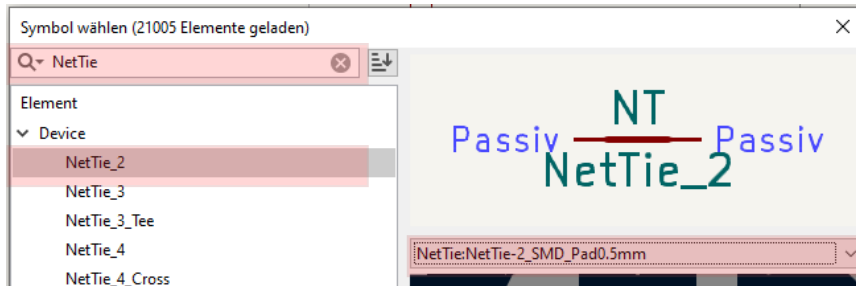 Symbol wählen (21005 Elemente geladen)
NetTie
Element
Device
NetTie_2
NetTie_3
NetTie_3_Tee
NetTie_4
NetTie_4_Cross
NT
Passiv Passiv
NetTie_2
NetTie:NetTie-2_SMD_Pad0.5mm